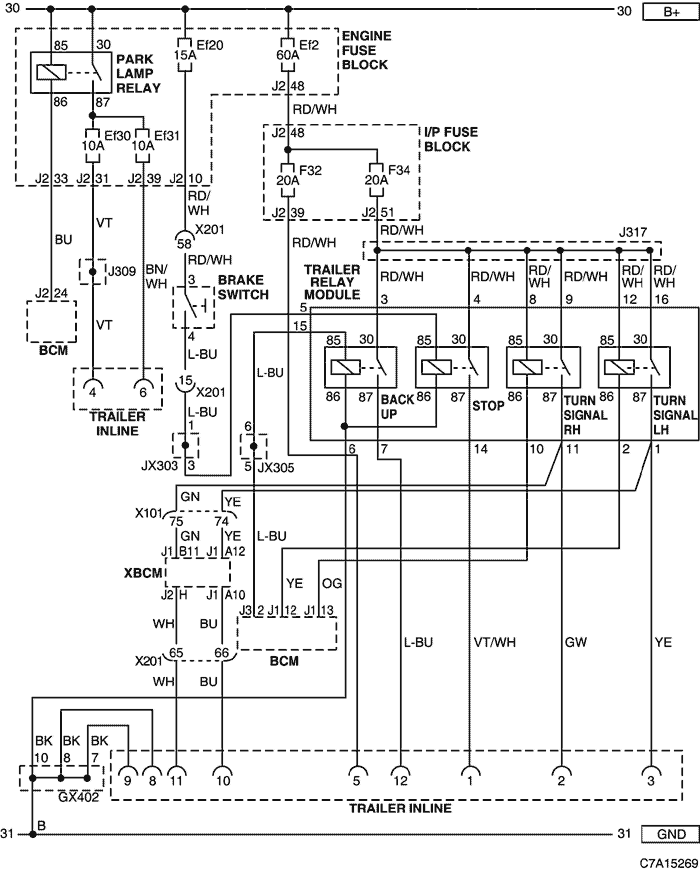 30 30 B+
85 30 Ef20 15A Ef2 60A ENGINE
FUSE
BLOCK
PARK
LAMP
RELAY
86 87 J2 48
RD/WH
Ef30 10A Ef31 10A J2 48 I/P FUSE
BLOCK
F32 20A F34 20A
J2 33 J2 31 J2 39 J2 10
RD/
WH
J2 39 J2 51
BU VT BN/
WH
58 X201 RD/WH RD/WH J317
J309 RD/WH
TRAILER
RELAY
MODULE
RD/WH RD/WH RD/
WH
RD/WH RD/
WH
RD/
WH
J2 24 3 BRAKE
SWITCH
3 4 8 9 12 16
BCM VT 4 5
15
L-BU 85 30 85 30 85 30 85 30
15 X201 L-BU 86 87 BACK
UP
86 87 STOP 86 87 TURN
SIGNAL
RH
86 87 TURN
SIGNAL
LH
4 6
TRAILER
INLINE
L-BU
1 6
JX303 3 5 JX305 6 7 14 10 11 2 1
GN YE
X101 75 74
GN YE L-BU
J1 B11 J1 A12
XBCM YE OG
J2 H J1 A10 J3 2 J1 12 J1 13
WH BU BCM L-BU VT/WH GW YE
X201 65 66
WH BU
BK BK BK
10 8 7
GX402 9 8 11 10 5 12 1 2 3
TRAILER INLINE
B
31 31 GND
C7A15269